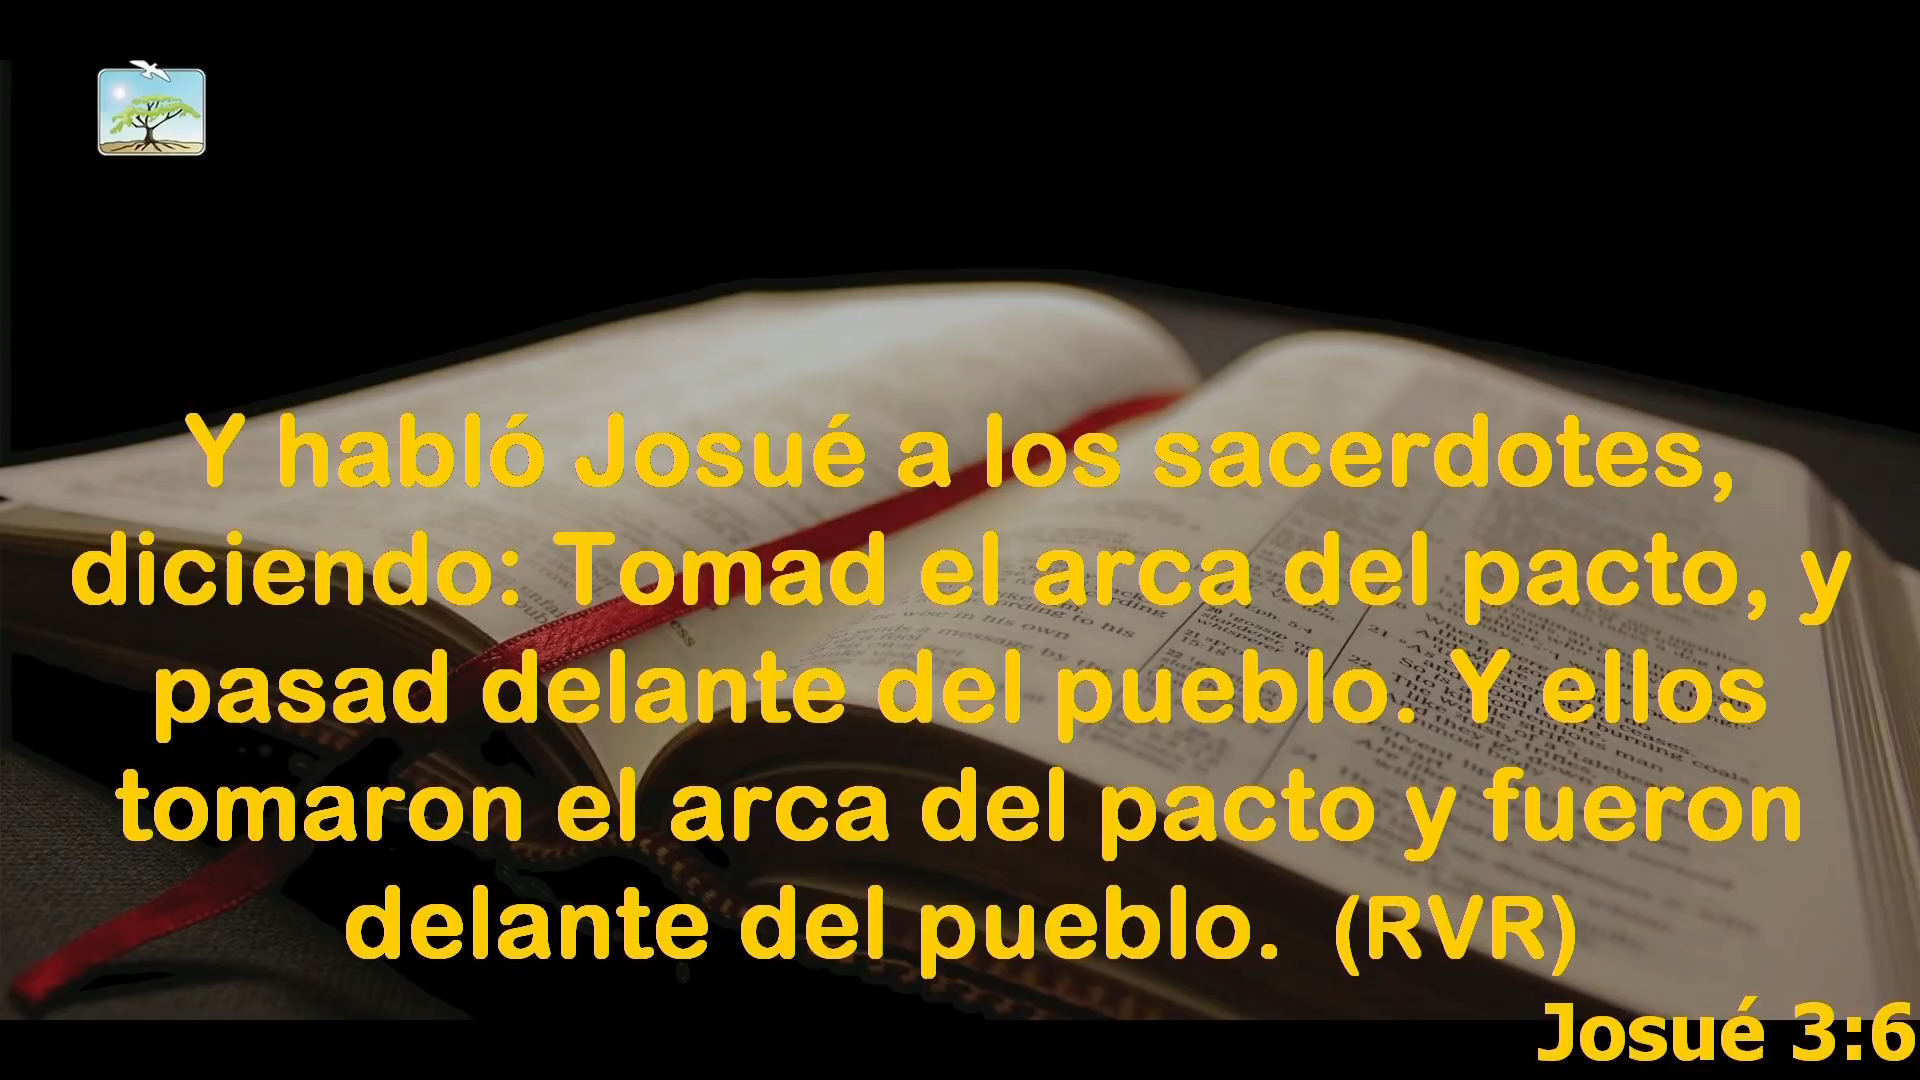 Y habló Josué a los sacerdotes,
diciendo: Tomad el arca del pacto, y
pasad delante del pueblo. Y ellos
tomaron el arca del pacto y fueron
delante del pueblo. (RVR)
Josué 3:6